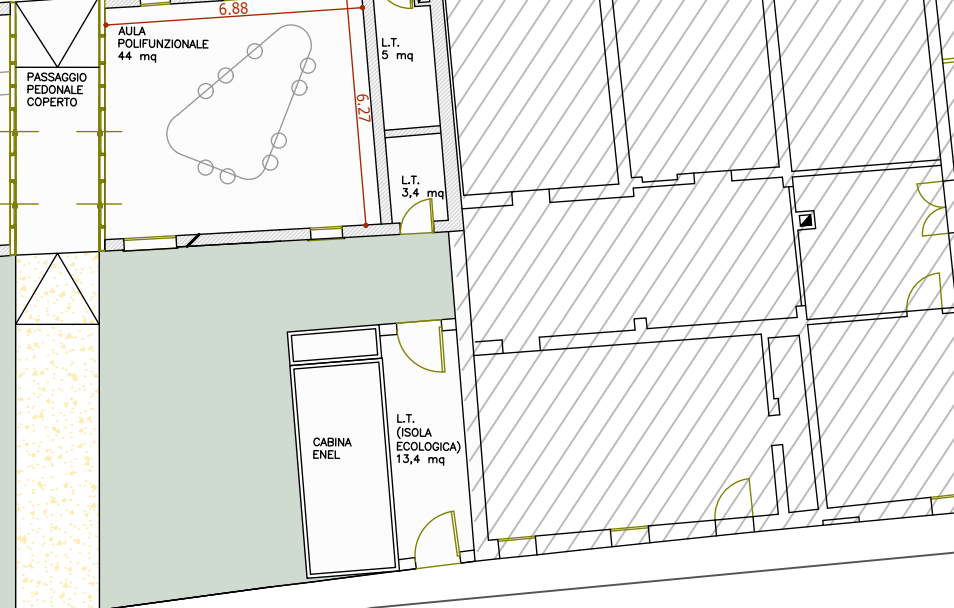 6.88
AULA
POLIFUNZIONALE
44 mq
L.T.
5 mq
PASSAGGIO
PEDONALE
COPERTO
6.27
L.T.
3,4 mq
L.T.
(ISOLA
ECOLOGICA)
13,4 mq
CABINA
ENEL